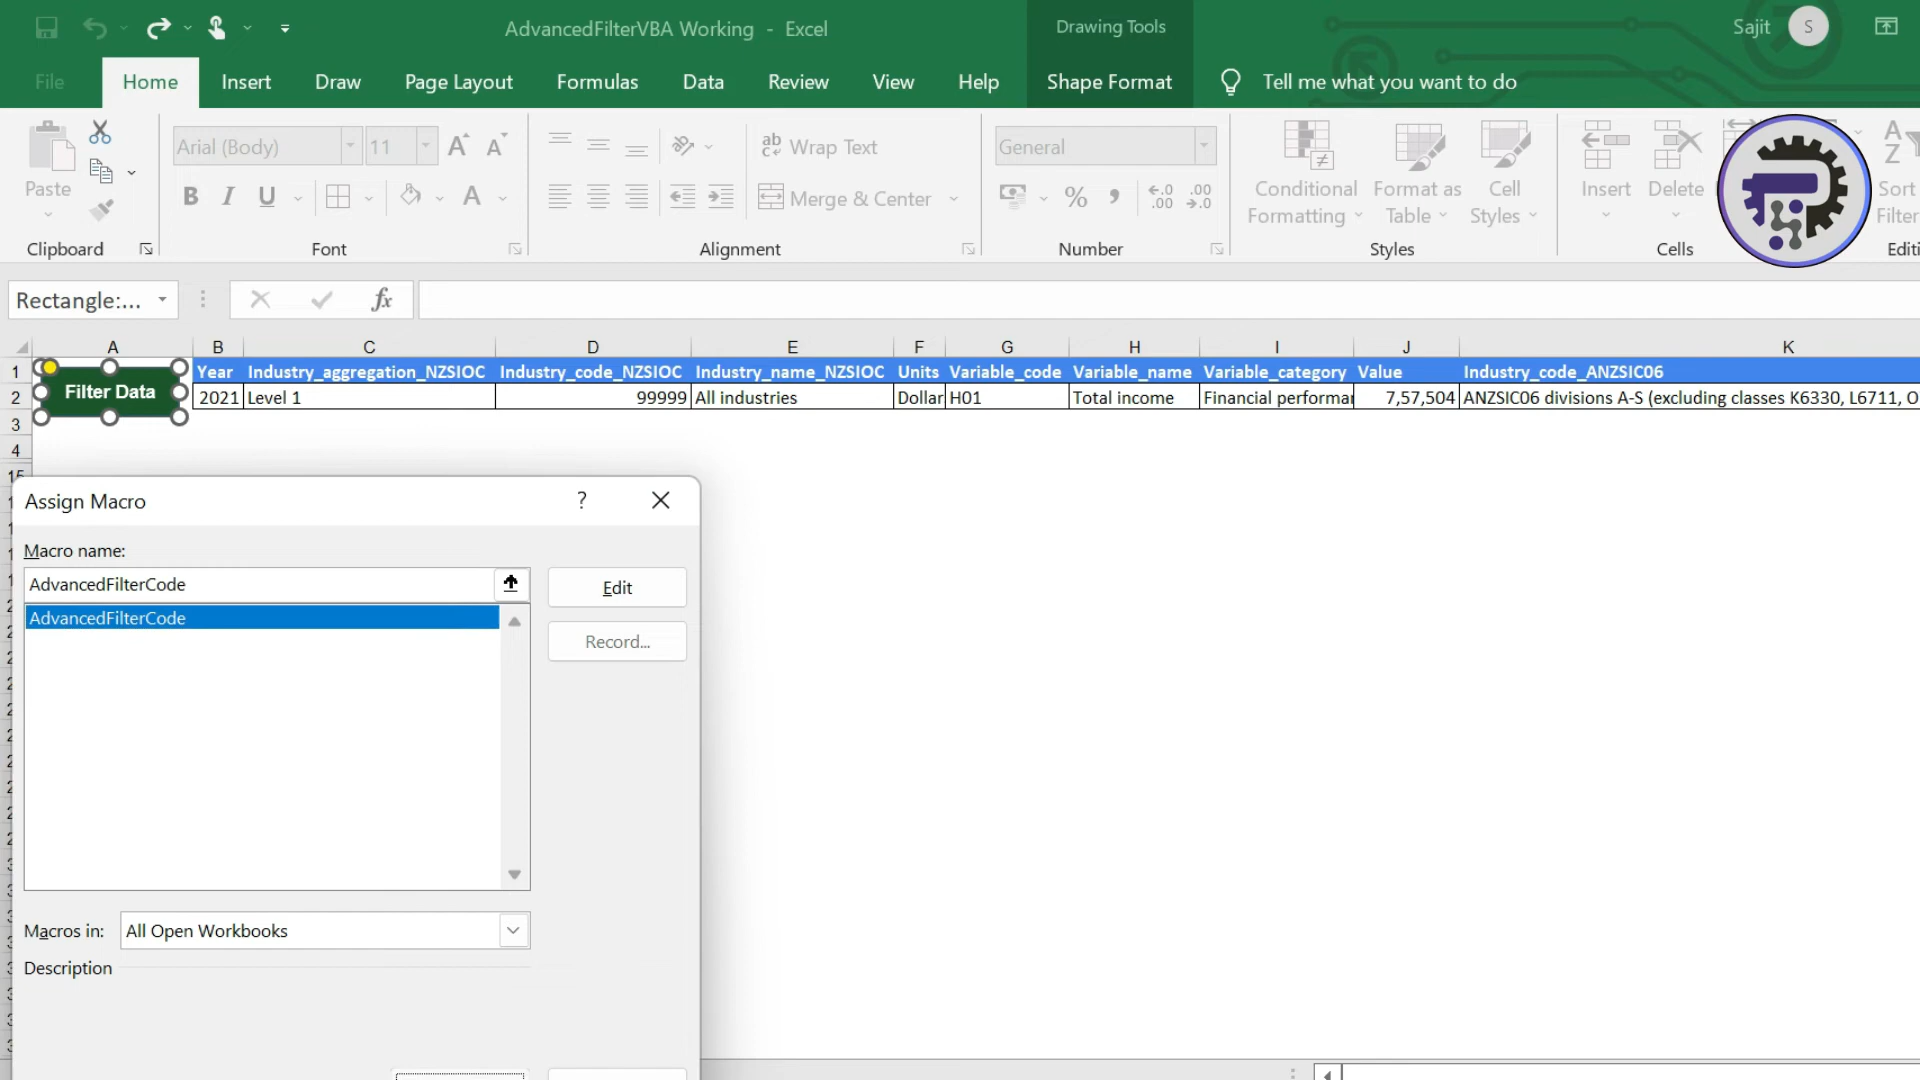 AdvancedFilterVBA Working - Excel
Drawing Tools
Sajit S
File Home Insert Draw Page Layout Formulas Data Review View Help Shape Format Tell me what you want to do
Paste
Clipboard
Arial (Body) 11
B I U A
Font
Wrap Text
Merge & Center
Alignment
General
Number
Conditional Formatting
Format as Table
Cell Styles
Styles
Insert
Delete
Cells
Sort
Filter
Rectangle:... fx
A B C D E F G H I J K
1 Year Industry_aggregation_NZSIOC Industry_code_NZSIOC Industry_name_NZSIOC Units Variable_code Variable_name Variable_category Value Industry_code_ANZSIC06
Filter Data
2 2021 Level 1 99999 All industries Dollar H01 Total income Financial performan 7,57,504 ANZSIC06 divisions A-S (excluding classes K6330, L6711, O
3
4
15
Assign Macro ?
Macro name:
AdvancedFilterCode
Edit
AdvancedFilterCode
Record...
Macros in: All Open Workbooks
Description